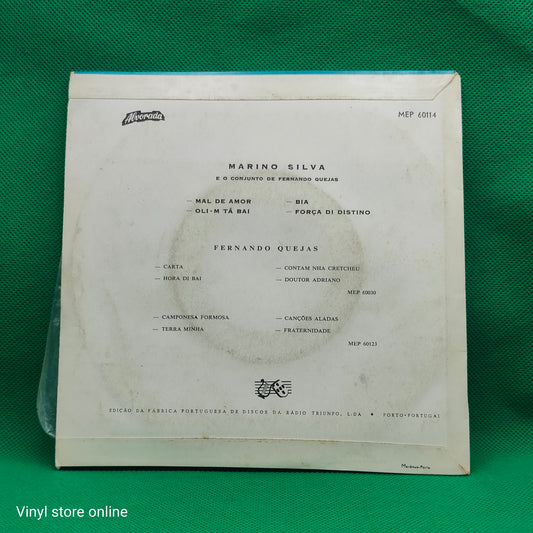 Alvorada
MEP 60114
MARINO SILVA
E O CONJUNTO DE FERNANDO QUEJAS
— MAL DE AMOR — BIA
— OLI-M TÁ BAI — FORÇA DI DISTINO
FERNANDO QUEJAS
— CARTA — CONTAM NHA CRETCHEU
— HORA DI BAI — DOUTOR ADRIANO
MEP 60030
— CAMPONESA FORMOSA — CANÇÕES ALADAS
— TERRA MINHA — FRATERNIDADE
MEP 60123
EDIÇÃO DA FÁBRICA PORTUGUESA DE DISCOS DA RÁDIO TRIUNFO, L.DA • PORTO-PORTUGAL
Vinyl store online